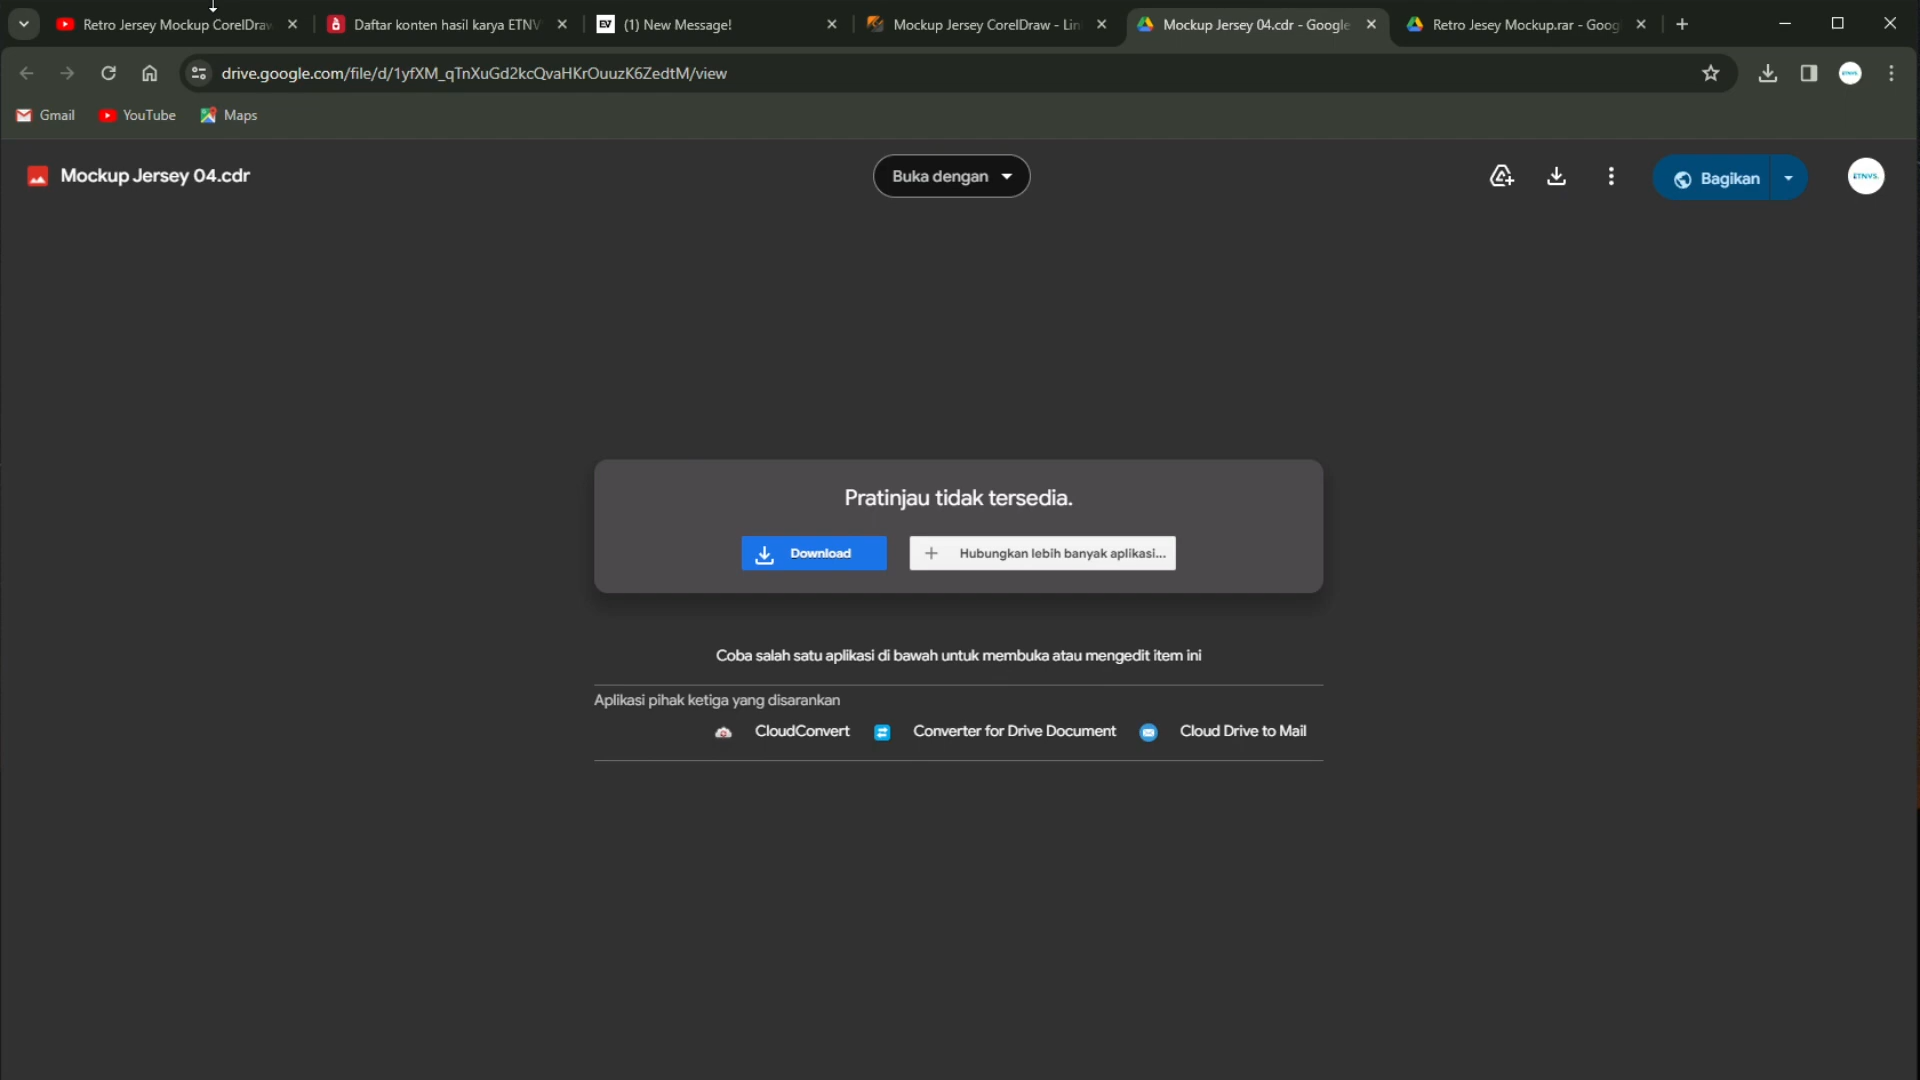 Retro Jersey Mockup CorelDraw
Daftar konten hasil karya ETNV
(1) New Message!
Mockup Jersey CorelDraw - Lin
Mockup Jersey 04.cdr - Google
Retro Jesey Mockup.rar - Goog
drive.google.com/file/d/1yfXM_qTnXuGd2kcQvaHKrOuuzK6ZedtM/view
Gmail
YouTube
Maps
Mockup Jersey 04.cdr
Buka dengan
Bagikan
ETNVS.
Pratinjau tidak tersedia.
Download
Hubungkan lebih banyak aplikasi...
Coba salah satu aplikasi di bawah untuk membuka atau mengedit item ini
Aplikasi pihak ketiga yang disarankan
CloudConvert
Converter for Drive Document
Cloud Drive to Mail